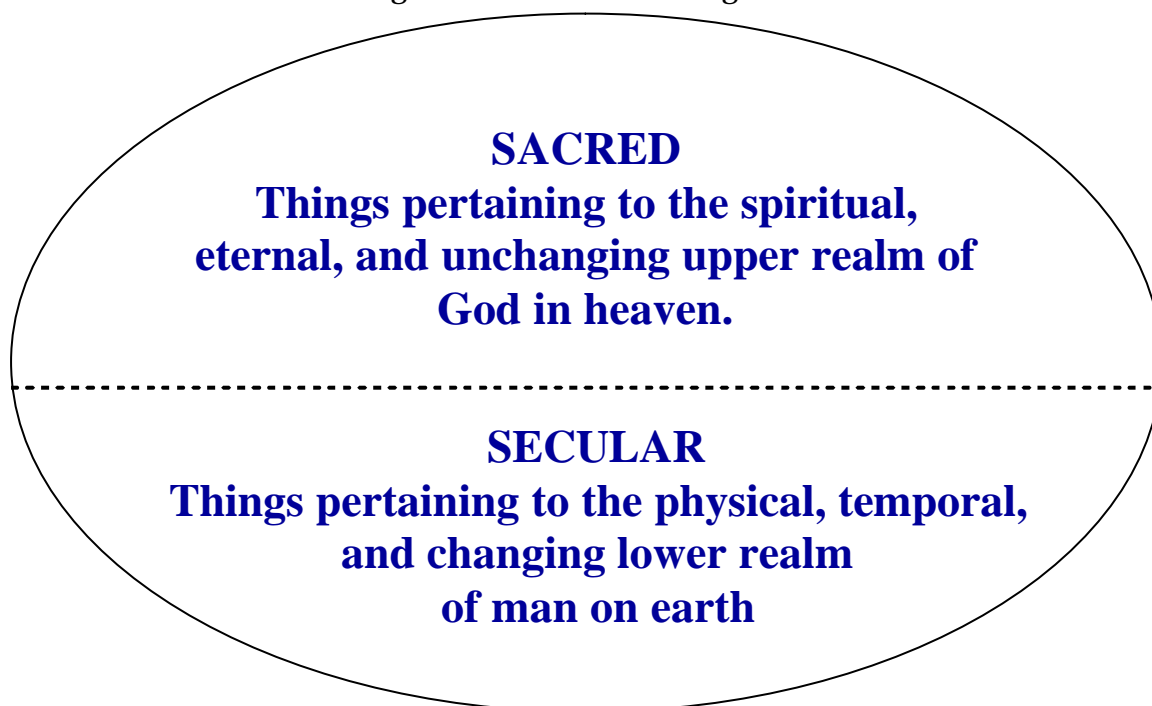 SACRED
Things pertaining to the spiritual,
eternal, and unchanging upper realm of
God in heaven.
SECULAR
Things pertaining to the physical, temporal,
and changing lower realm
of man on earth